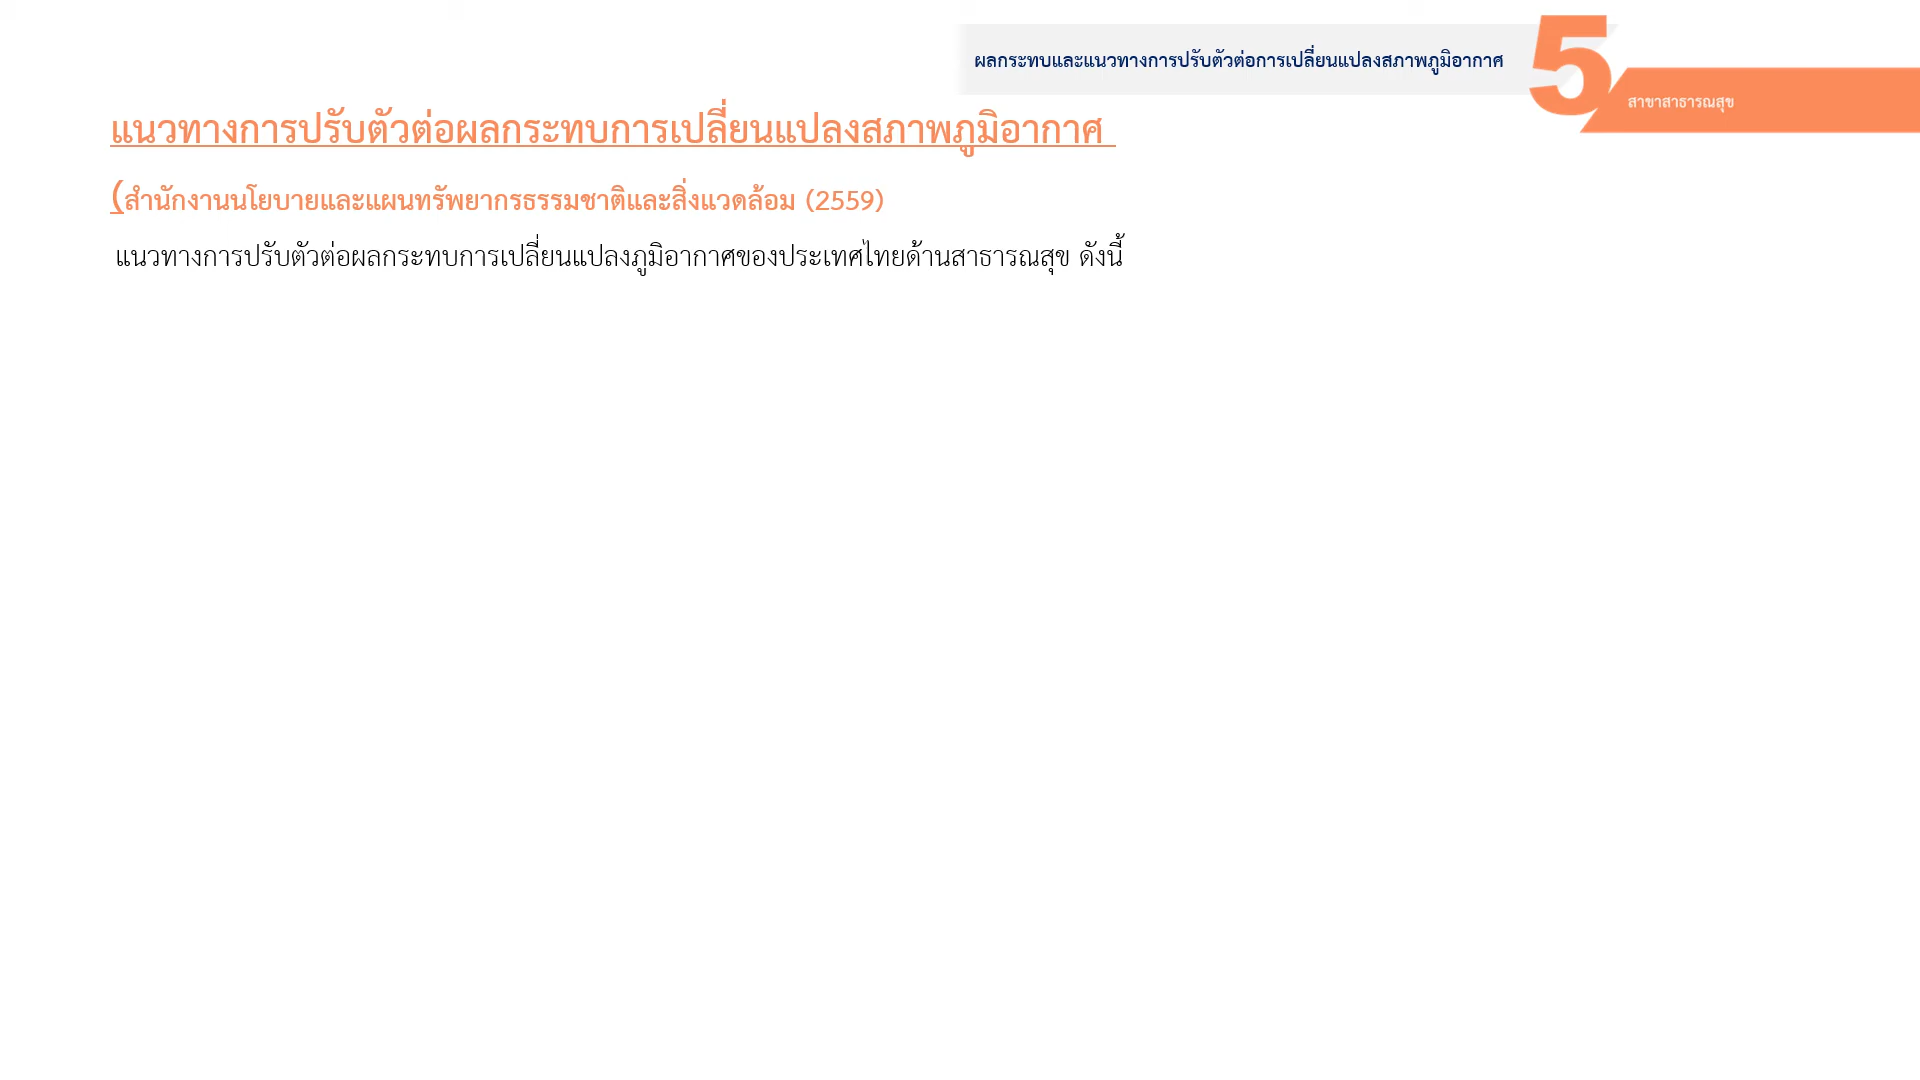 ผลกระทบและแนวทางการปรับตัวต่อการเปลี่ยนแปลงสภาพภูมิอากาศ
5
สาขาสาธารณสุข
แนวทางการปรับตัวต่อผลกระทบการเปลี่ยนแปลงสภาพภูมิอากาศ
(สำนักงานนโยบายและแผนทรัพยากรธรรมชาติและสิ่งแวดล้อม (2559)
แนวทางการปรับตัวต่อผลกระทบการเปลี่ยนแปลงภูมิอากาศของประเทศไทยด้านสาธารณสุข ดังนี้